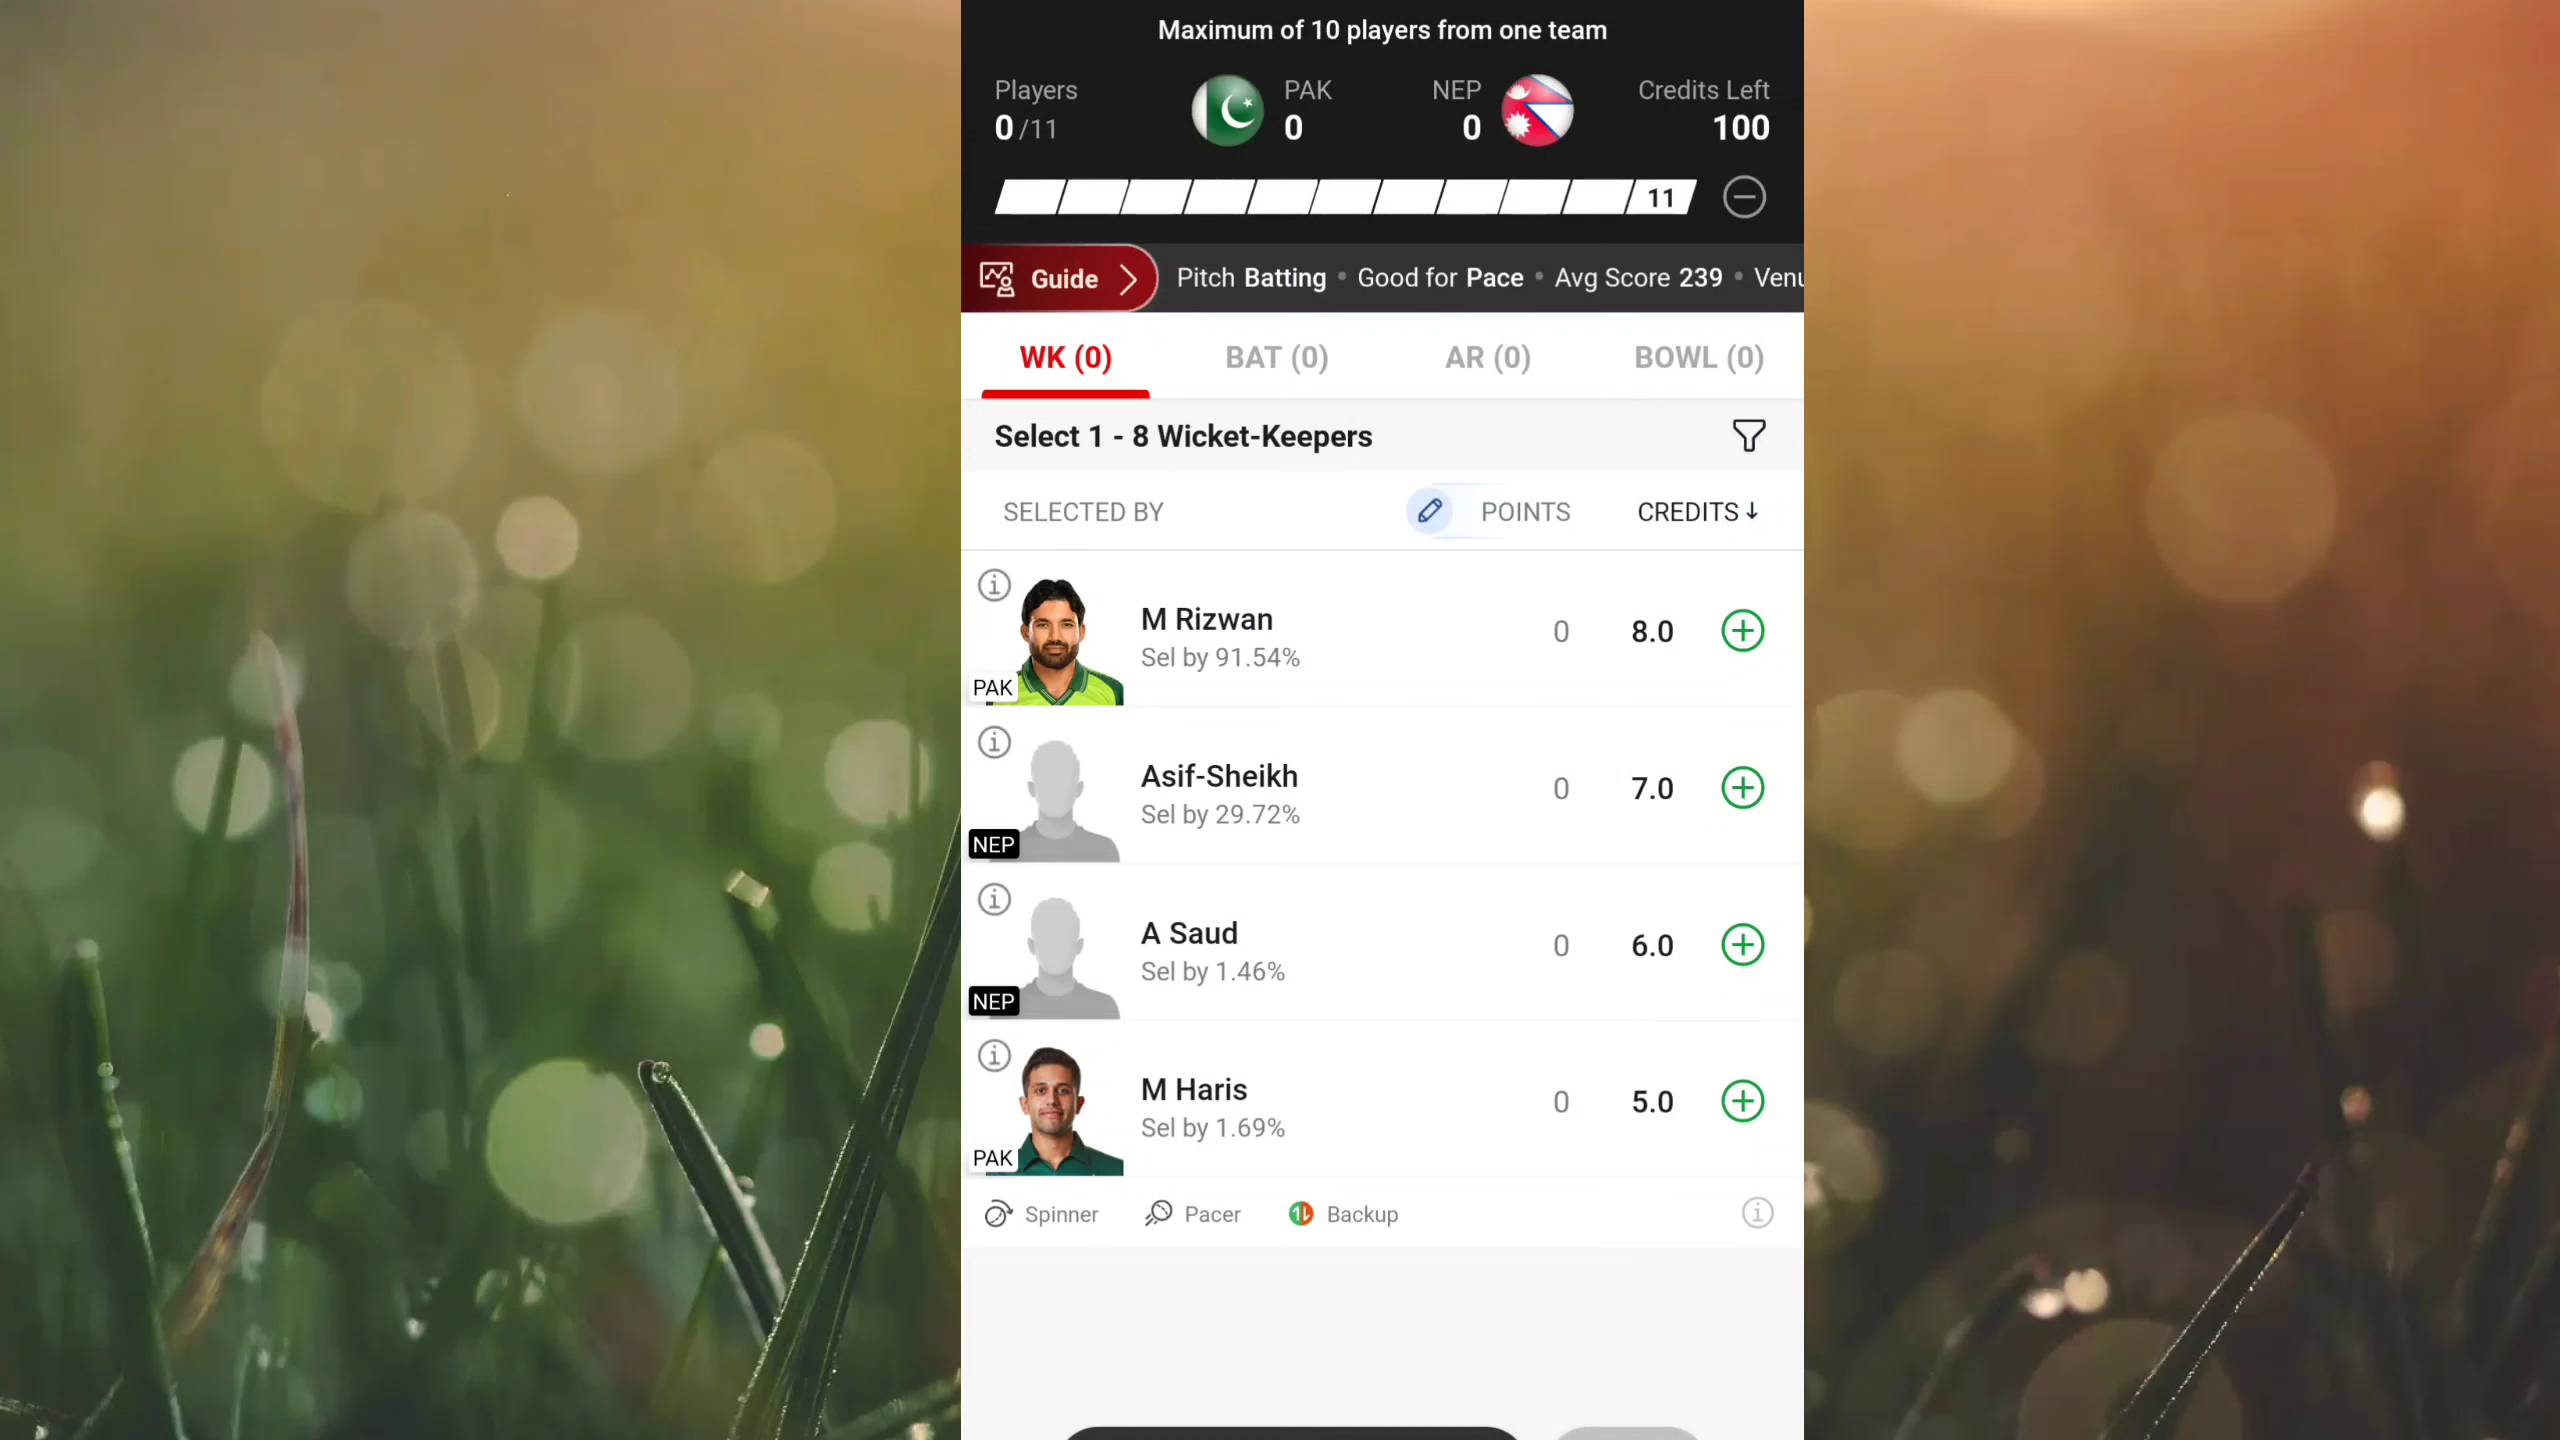 Maximum of 10 players from one team
Players PAK NEP Credits Left
0/11 0 0 100
11
Guide Pitch Batting • Good for Pace • Avg Score 239 • Venu
WK (0) BAT (0) AR (0) BOWL (0)
Select 1 - 8 Wicket-Keepers
SELECTED BY POINTS CREDITS↓
M Rizwan 0 8.0
Sel by 91.54%
PAK
Asif-Sheikh 0 7.0
Sel by 29.72%
NEP
A Saud 0 6.0
Sel by 1.46%
NEP
M Haris 0 5.0
Sel by 1.69%
PAK
Spinner Pacer Backup